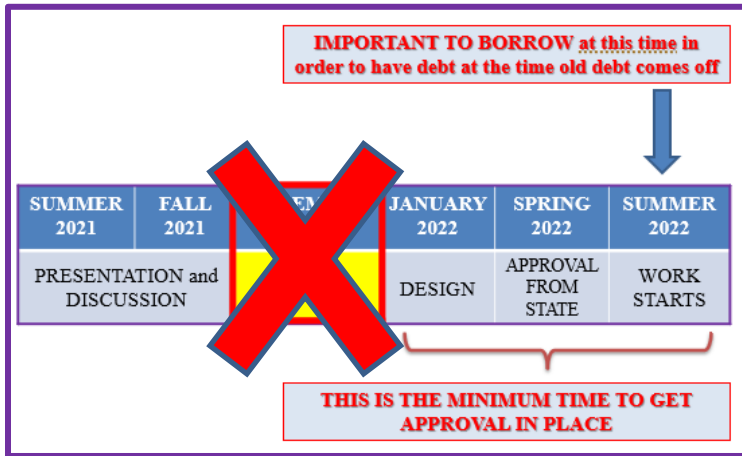 IMPORTANT TO BORROW at this time in
order to have debt at the time old debt comes off
SUMMER
2021
FALL
2021
JANUARY
2022
SPRING
2022
SUMMER
2022
PRESENTATION and
DISCUSSION
DESIGN
APPROVAL
FROM
STATE
WORK
STARTS
THIS IS THE MINIMUM TIME TO GET
APPROVAL IN PLACE